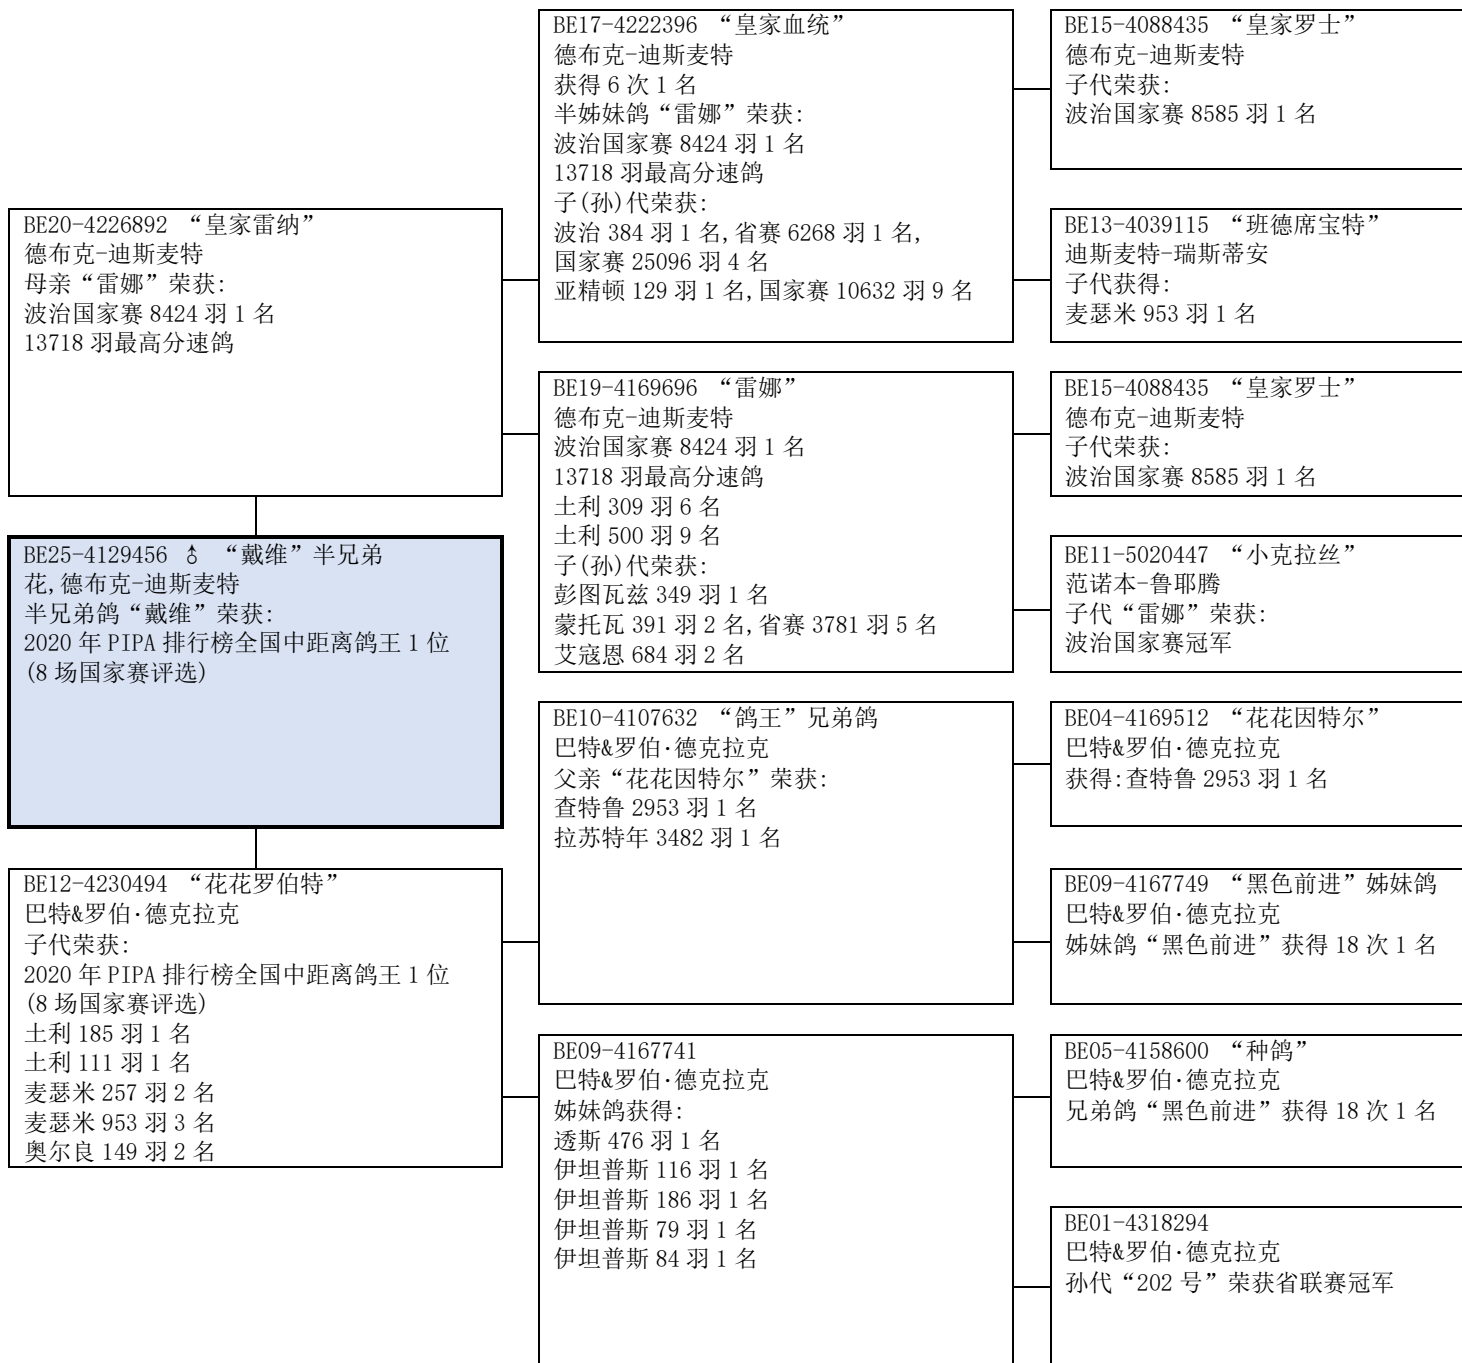 BE20-4226892 “皇家雷纳”
德布克-迪斯麦特
母亲“雷娜”荣获:
波治国家赛 8424 羽 1 名
13718 羽最高分速鸽
BE25-4129456 ♂ “戴维”半兄弟
花,德布克-迪斯麦特
半兄弟鸽“戴维”荣获:
2020 年 PIPA 排行榜全国中距离鸽王 1 位
(8 场国家赛评选)
BE12-4230494 “花花罗伯特”
巴特&罗伯·德克拉克
子代荣获:
2020 年 PIPA 排行榜全国中距离鸽王 1 位
(8 场国家赛评选)
土利 185 羽 1 名
土利 111 羽 1 名
麦瑟米 257 羽 2 名
麦瑟米 953 羽 3 名
奥尔良 149 羽 2 名
BE17-4222396 “皇家血统”
德布克-迪斯麦特
获得 6 次 1 名
半姊妹鸽“雷娜”荣获:
波治国家赛 8424 羽 1 名
13718 羽最高分速鸽
子(孙)代荣获:
波治 384 羽 1 名,省赛 6268 羽 1 名,
国家赛 25096 羽 4 名
亚精顿 129 羽 1 名,国家赛 10632 羽 9 名
BE19-4169696 “雷娜”
德布克-迪斯麦特
波治国家赛 8424 羽 1 名
13718 羽最高分速鸽
土利 309 羽 6 名
土利 500 羽 9 名
子(孙)代荣获:
彭图瓦兹 349 羽 1 名
蒙托瓦 391 羽 2 名,省赛 3781 羽 5 名
艾寇恩 684 羽 2 名
BE10-4107632 “鸽王”兄弟鸽
巴特&罗伯·德克拉克
父亲“花花因特尔”荣获:
查特鲁 2953 羽 1 名
拉苏特年 3482 羽 1 名
BE09-4167741
巴特&罗伯·德克拉克
姊妹鸽获得:
透斯 476 羽 1 名
伊坦普斯 116 羽 1 名
伊坦普斯 186 羽 1 名
伊坦普斯 79 羽 1 名
伊坦普斯 84 羽 1 名
BE15-4088435 “皇家罗士”
德布克-迪斯麦特
子代荣获:
波治国家赛 8585 羽 1 名
BE13-4039115 “班德席宝特”
迪斯麦特-瑞斯蒂安
子代获得:
麦瑟米 953 羽 1 名
BE15-4088435 “皇家罗士”
德布克-迪斯麦特
子代荣获:
波治国家赛 8585 羽 1 名
BE11-5020447 “小克拉丝”
范诺本-鲁耶腾
子代“雷娜”荣获:
波治国家赛冠军
BE04-4169512 “花花因特尔”
巴特&罗伯·德克拉克
获得:查特鲁 2953 羽 1 名
BE09-4167749 “黑色前进”姊妹鸽
巴特&罗伯·德克拉克
姊妹鸽“黑色前进”获得 18 次 1 名
BE05-4158600 “种鸽”
巴特&罗伯·德克拉克
兄弟鸽“黑色前进”获得 18 次 1 名
BE01-4318294
巴特&罗伯·德克拉克
孙代“202 号”荣获省联赛冠军